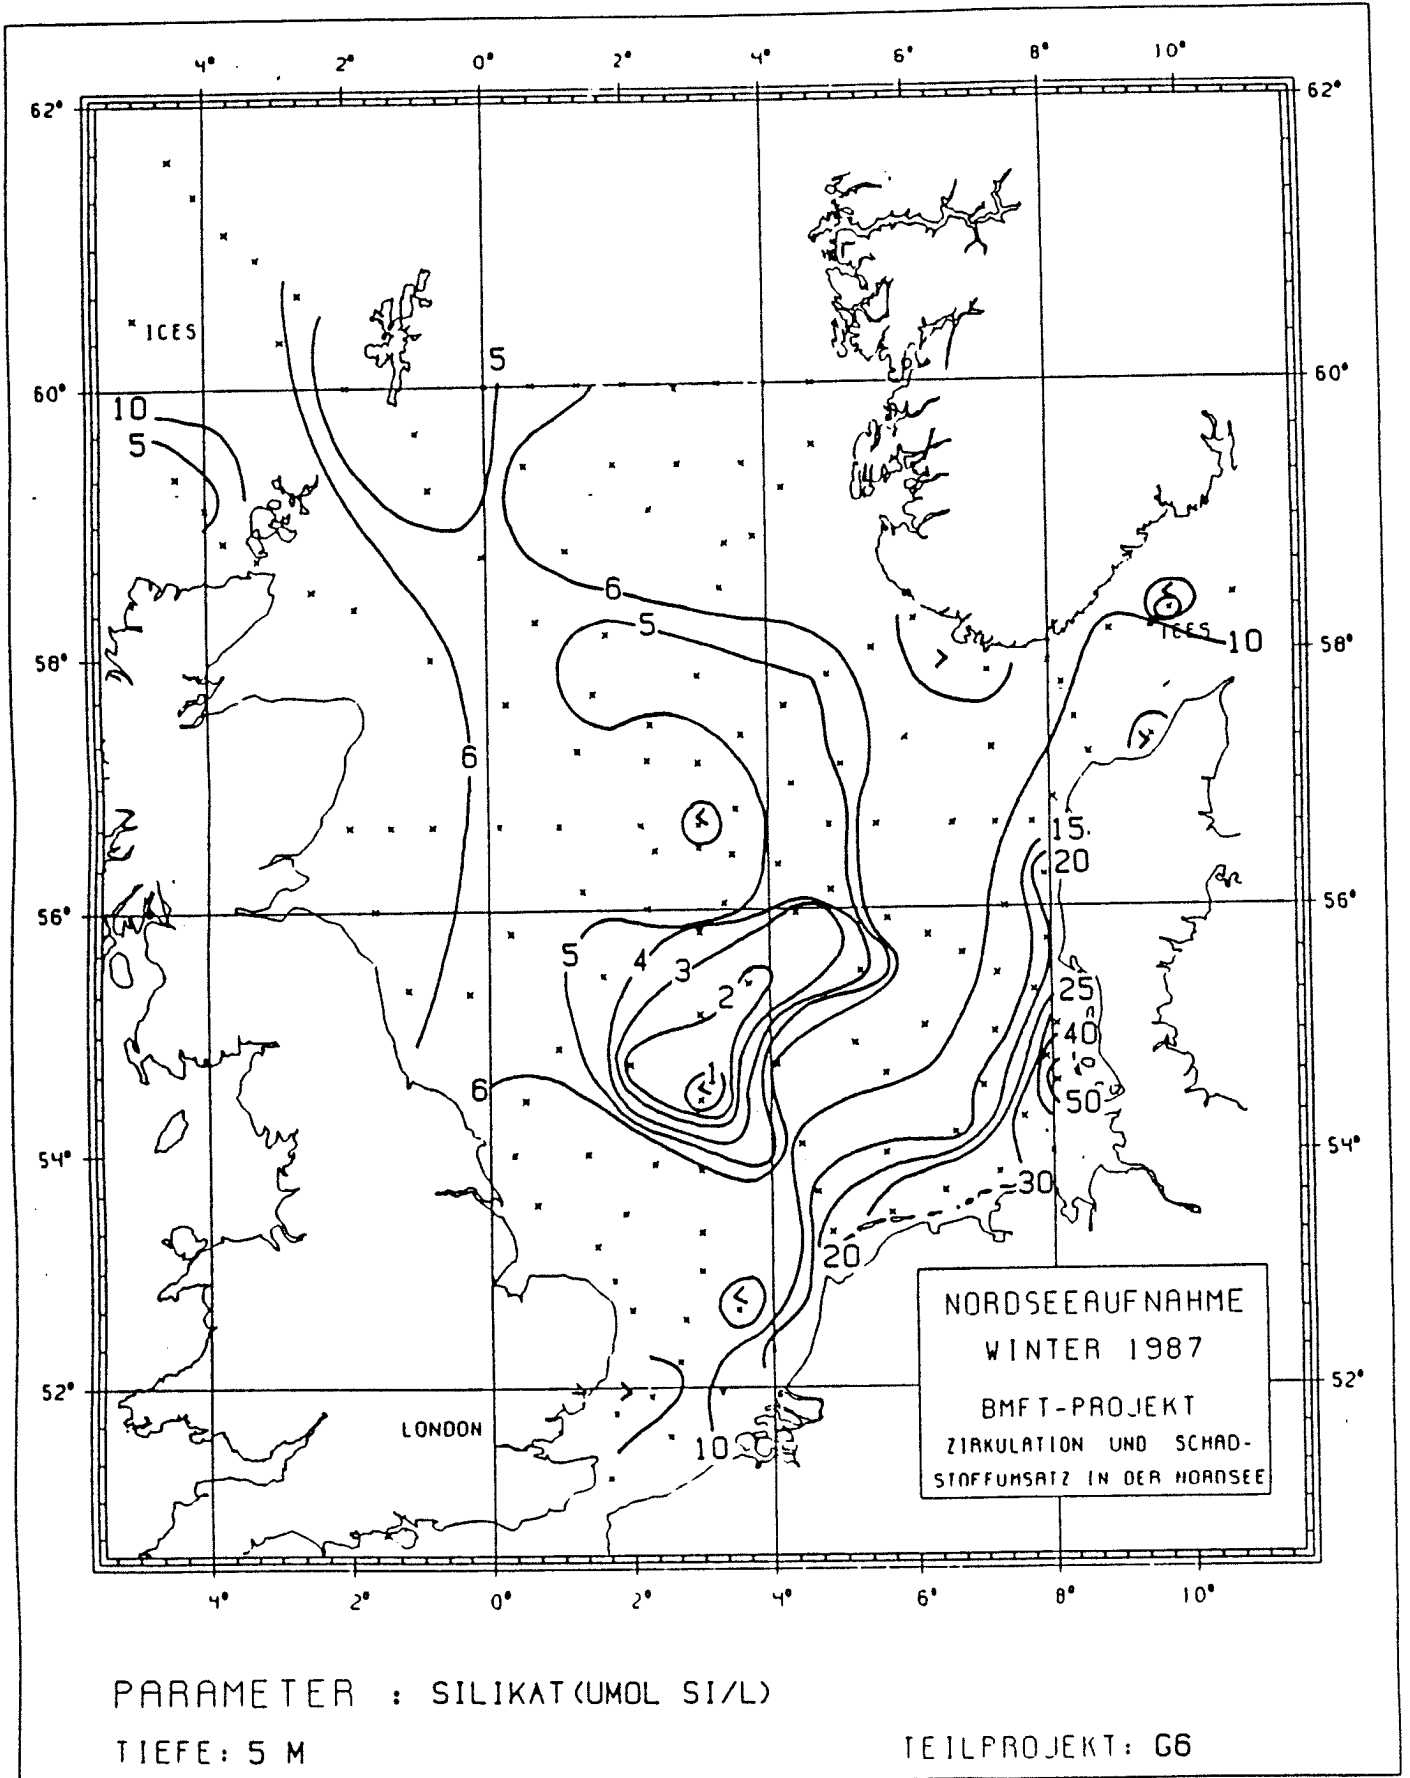 4° 2° 0° 2° 4° 6° 8° 10°
62° 62°
ICES
5
60° 60°
10
5
6
5
ICES
10
58° 58°
6
15
20
56° 56°
5 4 3
2
25
40
1
6
50
54° 54°
30
20
NORDSEEAUFNAHME
WINTER 1987
52° 52°
BMFT-PROJEKT
LONDON
10
ZIRKULATION UND SCHAD-
STOFFUMSATZ IN DER NORDSEE
4° 2° 0° 2° 4° 6° 8° 10°
PARAMETER : SILIKAT(UMOL SI/L)
TIEFE: 5 M
TEILPROJEKT: G6